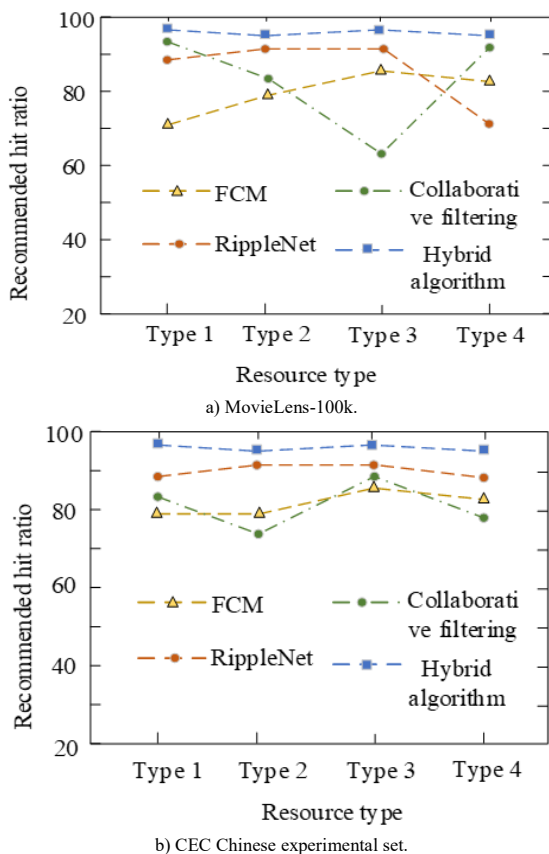 100
80
60
40
20
Recommended hit ratio
FCM
RippleNet
Collaborati
ve filtering
Hybrid
algorithm
Type 1 Type 2 Type 3 Type 4
Resource type
a) MovieLens-100k.
100
80
60
40
20
Recommended hit ratio
FCM
RippleNet
Collaborati
ve filtering
Hybrid
algorithm
Type 1 Type 2 Type 3 Type 4
Resource type
b) CEC Chinese experimental set.